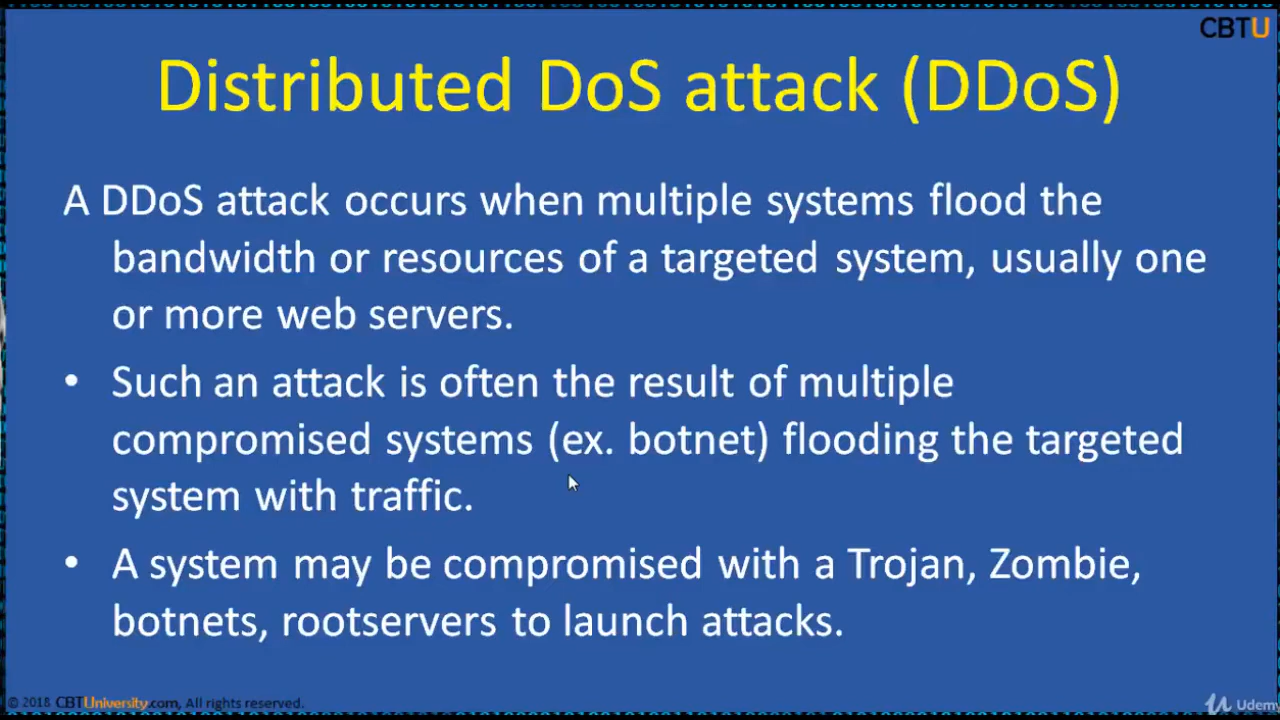 CBTU
Distributed DoS attack (DDoS)
A DDoS attack occurs when multiple systems flood the
bandwidth or resources of a targeted system, usually one
or more web servers.
• Such an attack is often the result of multiple
compromised systems (ex. botnet) flooding the targeted
system with traffic.
• A system may be compromised with a Trojan, Zombie,
botnets, rootservers to launch attacks.
© 2018 CBTUniversity.com, All rights reserved.
Udemy